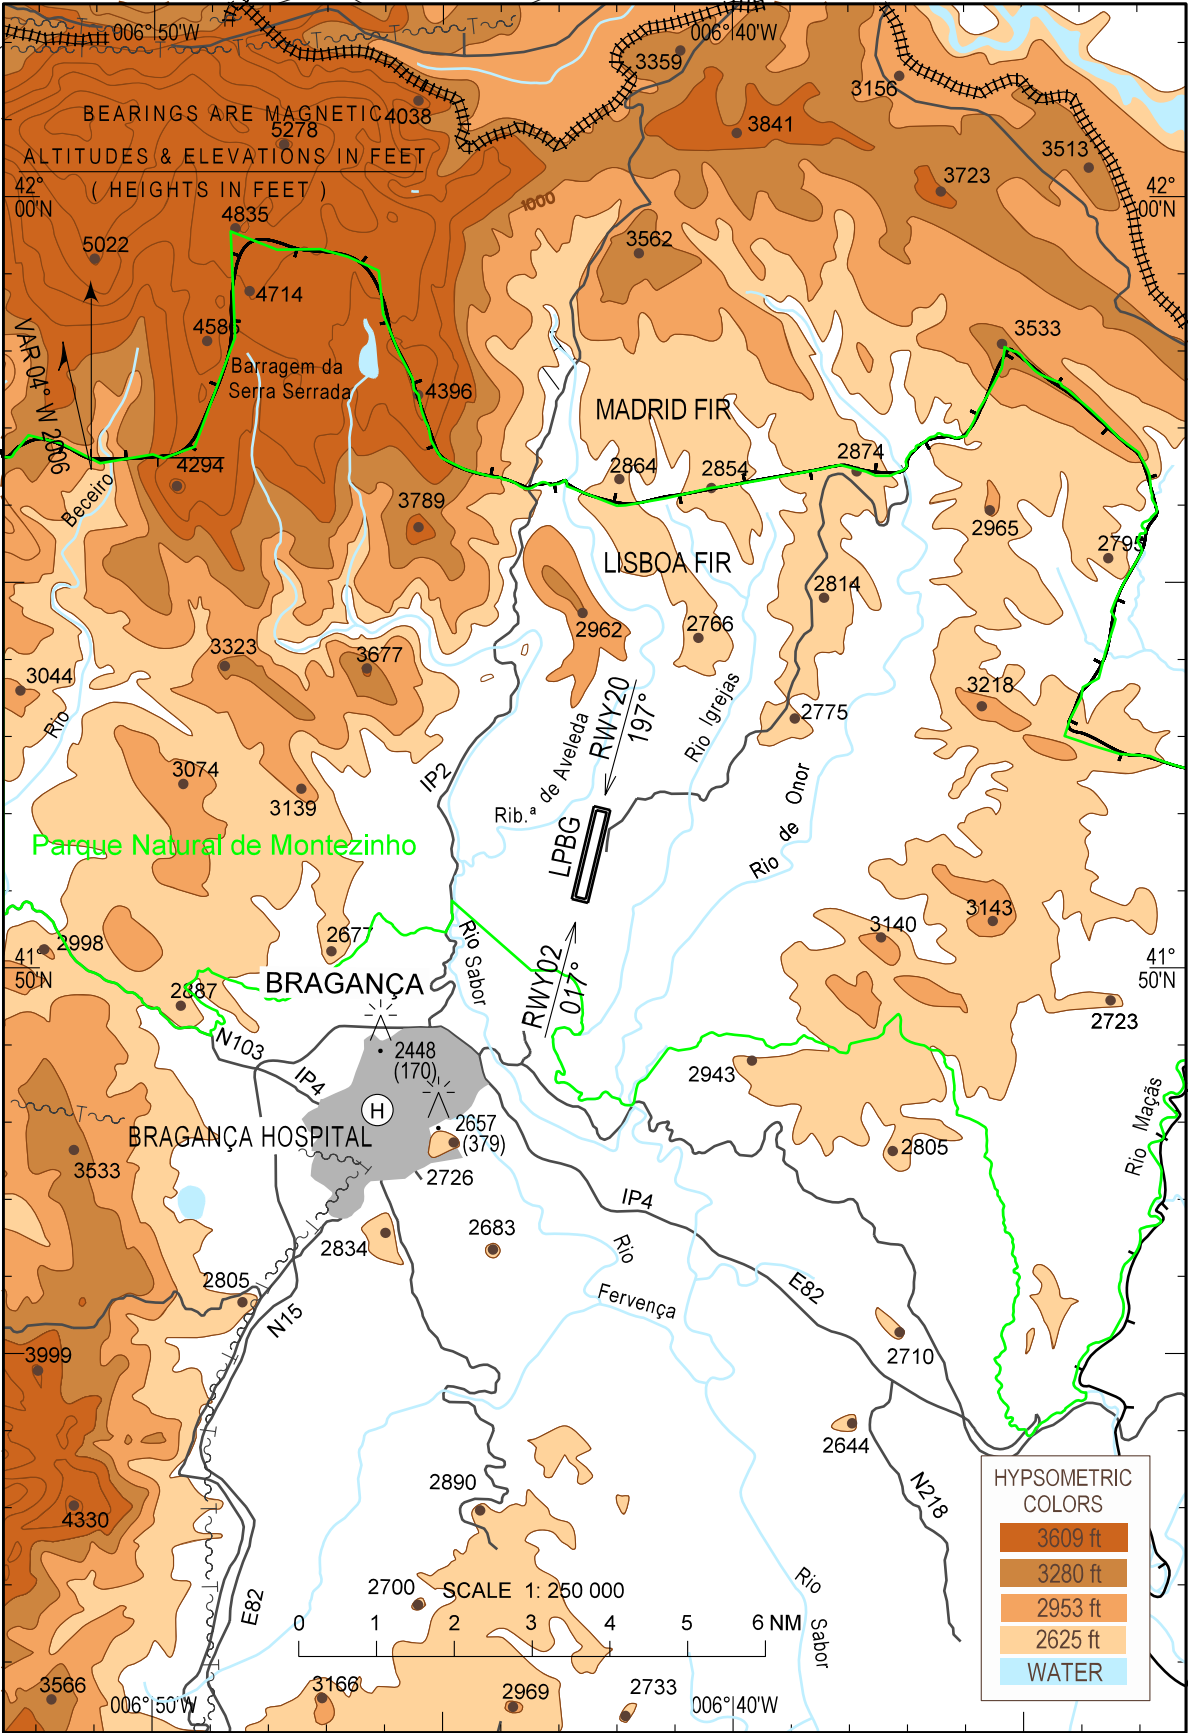 006° 50'W
006° 40'W
3359
3156
BEARINGS ARE MAGNETIC
4038
5278
3841
ALTITUDES & ELEVATIONS IN FEET
3513
( HEIGHTS IN FEET )
42°
00'N
3723
42°
00'N
1000
4835
5022
3562
4714
4586
3533
VAR 04° W 2006
Barragem da
Serra Serrada
4396
MADRID FIR
2874
4294
2864
2854
Beceiro
3789
2965
2795
LISBOA FIR
2814
2962
2766
3323
3677
3044
3218
Rio
RWY20
197°
Rio Igrejas
2775
3074
IP2
3139
Rib.ª de Aveleda
Rio de Onor
LPBG
Parque Natural de Montezinho
3143
3140
2998
2677
Rio Sabor
41°
50'N
BRAGANÇA
RWY02
017°
41°
50'N
2887
2723
N103
2448
(170)
IP4
2943
H
2657
(379)
BRAGANÇA HOSPITAL
2805
Rio Maçãs
3533
2726
IP4
2834
2683
Rio
Fervença
2805
E82
N15
3999
2710
2644
2890
N218
4330
HYPSOMETRIC
COLORS
3609 ft
3280 ft
2953 ft
2625 ft
WATER
2700
SCALE 1: 250 000
E82
0 1 2 3 4 5 6 NM
Rio Sabor
3566
3166
2969
2733
006° 50'W
006° 40'W